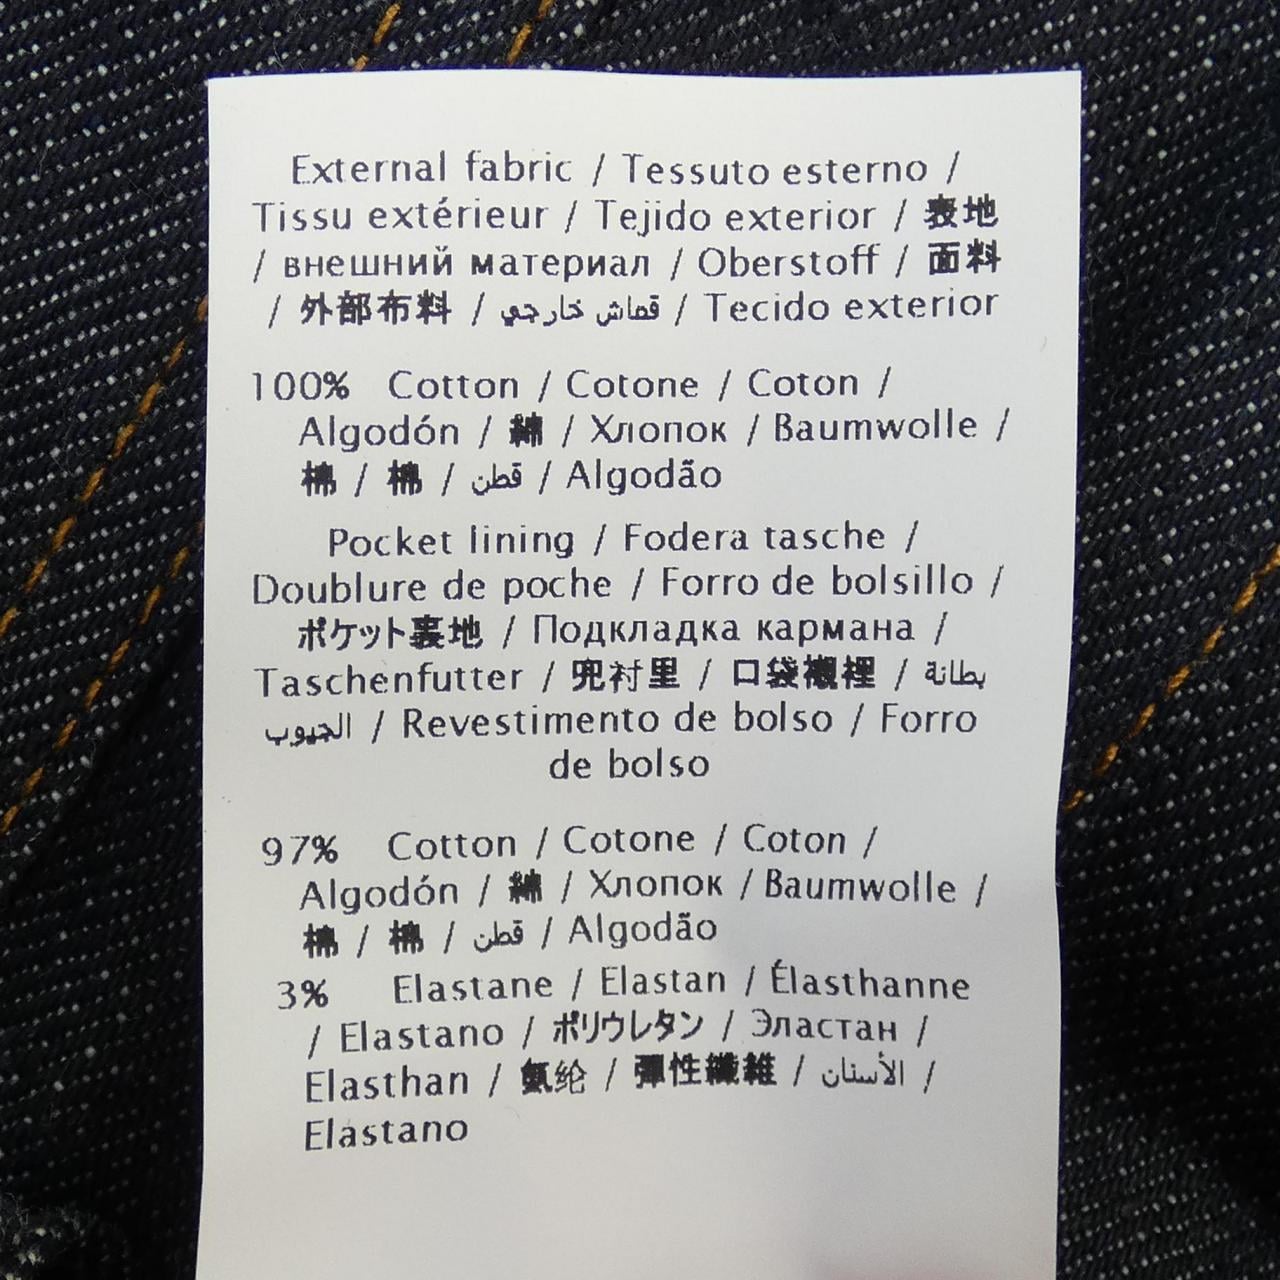 External fabric / Tessuto esterno /
Tissu extérieur / Tejido exterior / 表地
/ внешний материал / Oberstoff / 面料
/ 外部布料 / قماش خارجي / Tecido exterior
100% Cotton / Cotone / Coton /
Algodón / 綿 / Хлопок / Baumwolle /
棉 / 棉 / قطن / Algodão
Pocket lining / Fodera tasche /
Doublure de poche / Forro de bolsillo /
ポケット裏地 / Подкладка кармана /
Taschenfutter / 兜衬里 / 口袋襯裡 / بطانة
الجيوب / Revestimento de bolso / Forro
de bolso
97% Cotton / Cotone / Coton /
Algodón / 綿 / Хлопок / Baumwolle /
棉 / 棉 / قطن / Algodão
3% Elastane / Elastan / Élasthanne
/ Elastano / ポリウレタン / Эластан /
Elasthan / 氨纶 / 彈性纖維 / الأسنان /
Elastano